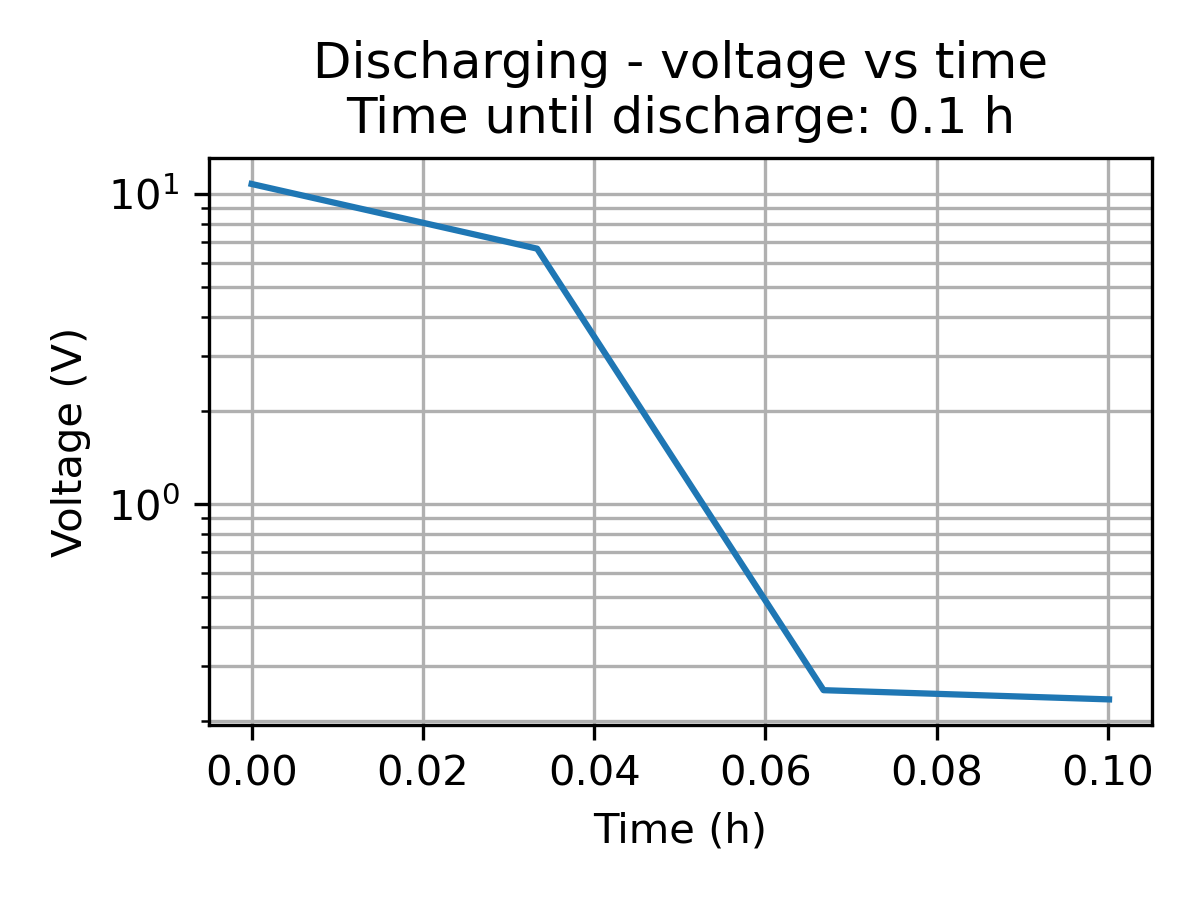 Discharging - voltage vs time
Time until discharge: 0.1 h
10¹
10⁰
Voltage (V)
0.00 0.02 0.04 0.06 0.08 0.10
Time (h)